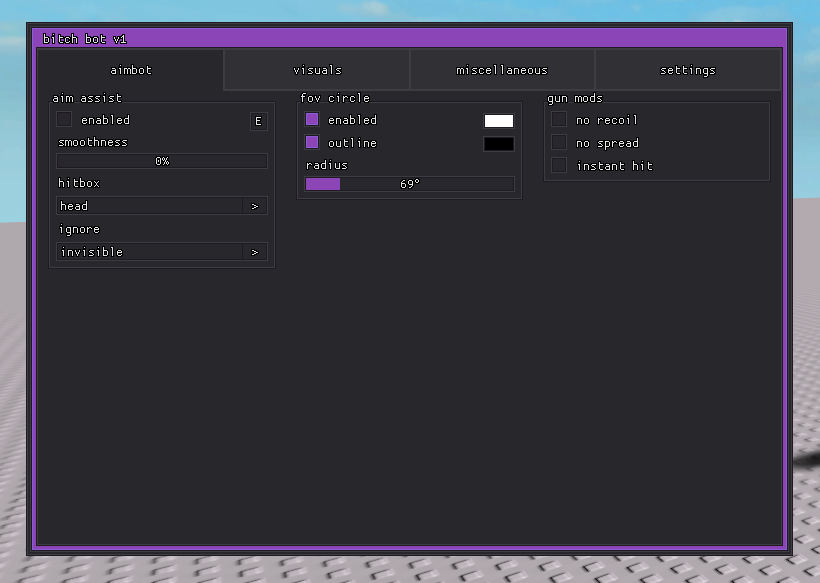 bitch bot v1
aimbot
visuals
miscellaneous
settings
aim assist
enabled
E
smoothness
0%
hitbox
head >
ignore
invisible >
fov circle
enabled
outline
radius
69°
gun mods
no recoil
no spread
instant hit